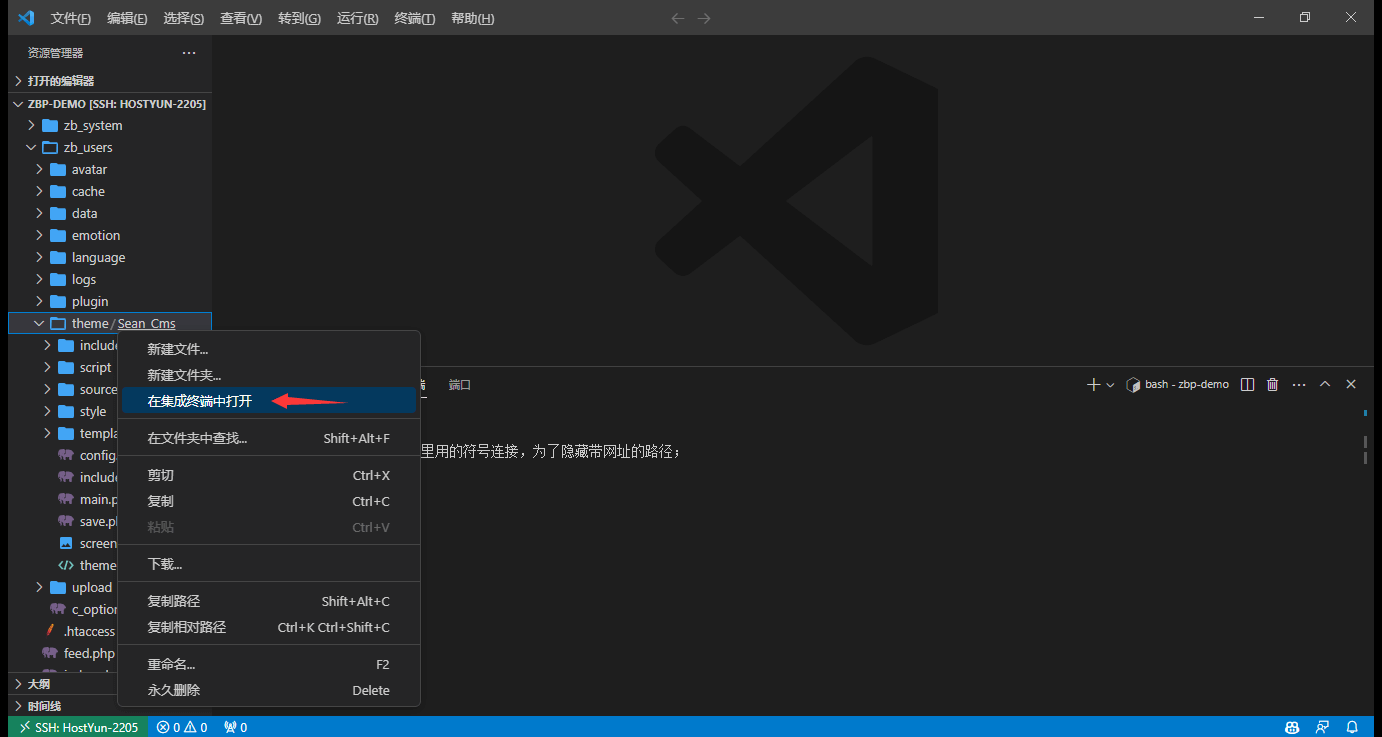 文件(F) 编辑(E) 选择(S) 查看(V) 转到(G) 运行(R) 终端(T) 帮助(H)
资源管理器
打开的编辑器
ZBP-DEMO [SSH: HOSTYUN-2205]
zb_system
zb_users
avatar
cache
data
emotion
language
logs
plugin
theme / Sean_Cms
include
script
source
style
templa
config.
include
main.p
save.pl
screen
theme
upload
c_option
.htaccess
feed.php
大纲
时间线
新建文件...
新建文件夹...
在集成终端中打开
在文件夹中查找... Shift+Alt+F
剪切 Ctrl+X
复制 Ctrl+C
粘贴 Ctrl+V
下载...
复制路径 Shift+Alt+C
复制相对路径 Ctrl+K Ctrl+Shift+C
重命名... F2
永久删除 Delete
端口
bash - zbp-demo
里用的符号连接，为了隐藏带网址的路径；
SSH: HostYun-2205 0 0 0